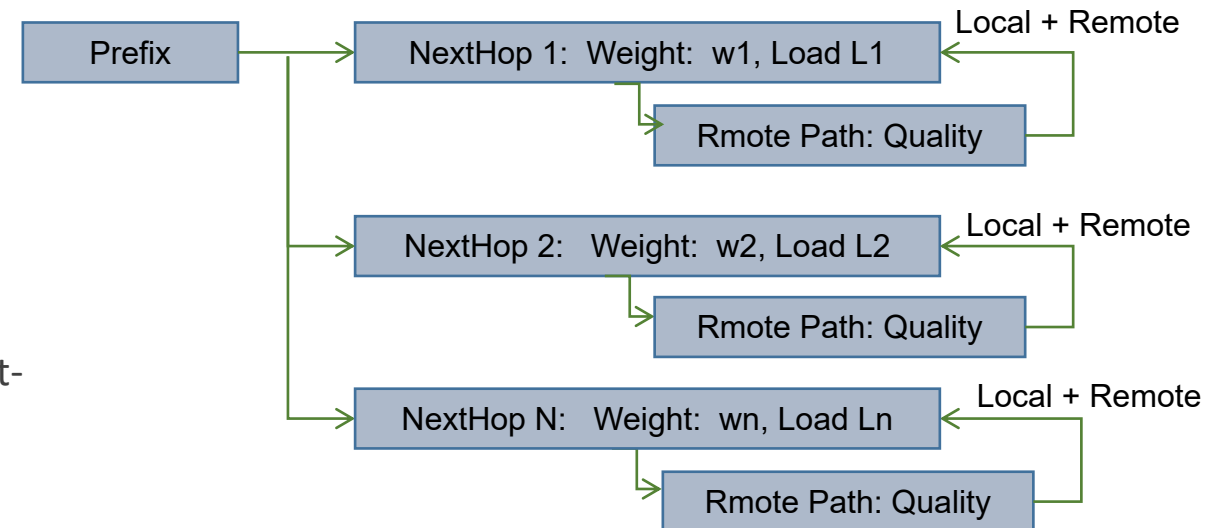 Local + Remote
Prefix
NextHop 1: Weight: w1, Load L1
Rmote Path: Quality
Local + Remote
NextHop 2: Weight: w2, Load L2
Rmote Path: Quality
t-
Local + Remote
NextHop N: Weight: wn, Load Ln
Rmote Path: Quality